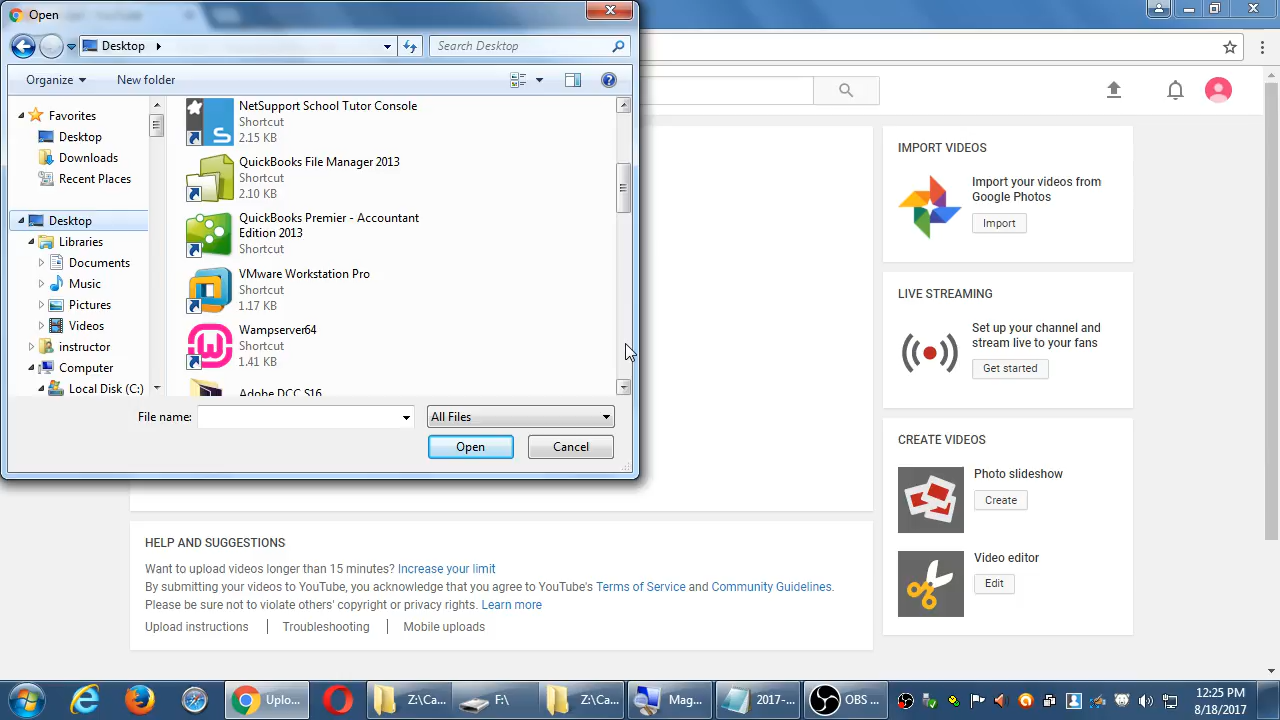 Open
Desktop
Search Desktop
Organize
New folder
Favorites
Desktop
Downloads
Recent Places
Desktop
Libraries
Documents
Music
Pictures
Videos
instructor
Computer
Local Disk (C:)
NetSupport School Tutor Console
Shortcut
2.15 KB
QuickBooks File Manager 2013
Shortcut
2.10 KB
QuickBooks Premier - Accountant
Edition 2013
Shortcut
VMware Workstation Pro
Shortcut
1.17 KB
Wampserver64
Shortcut
1.41 KB
Adobe DCC S16
File name:
All Files
Open
Cancel
IMPORT VIDEOS
Import your videos from
Google Photos
Import
LIVE STREAMING
Set up your channel and
stream live to your fans
Get started
CREATE VIDEOS
Photo slideshow
Create
Video editor
Edit
HELP AND SUGGESTIONS
Want to upload videos longer than 15 minutes? Increase your limit
By submitting your videos to YouTube, you acknowledge that you agree to YouTube's Terms of Service and Community Guidelines.
Please be sure not to violate others' copyright or privacy rights. Learn more
Upload instructions
Troubleshooting
Mobile uploads
Uplo...
Z:\Ca...
F:\
Z:\Ca...
Mag...
2017-...
OBS ...
12:25 PM
8/18/2017